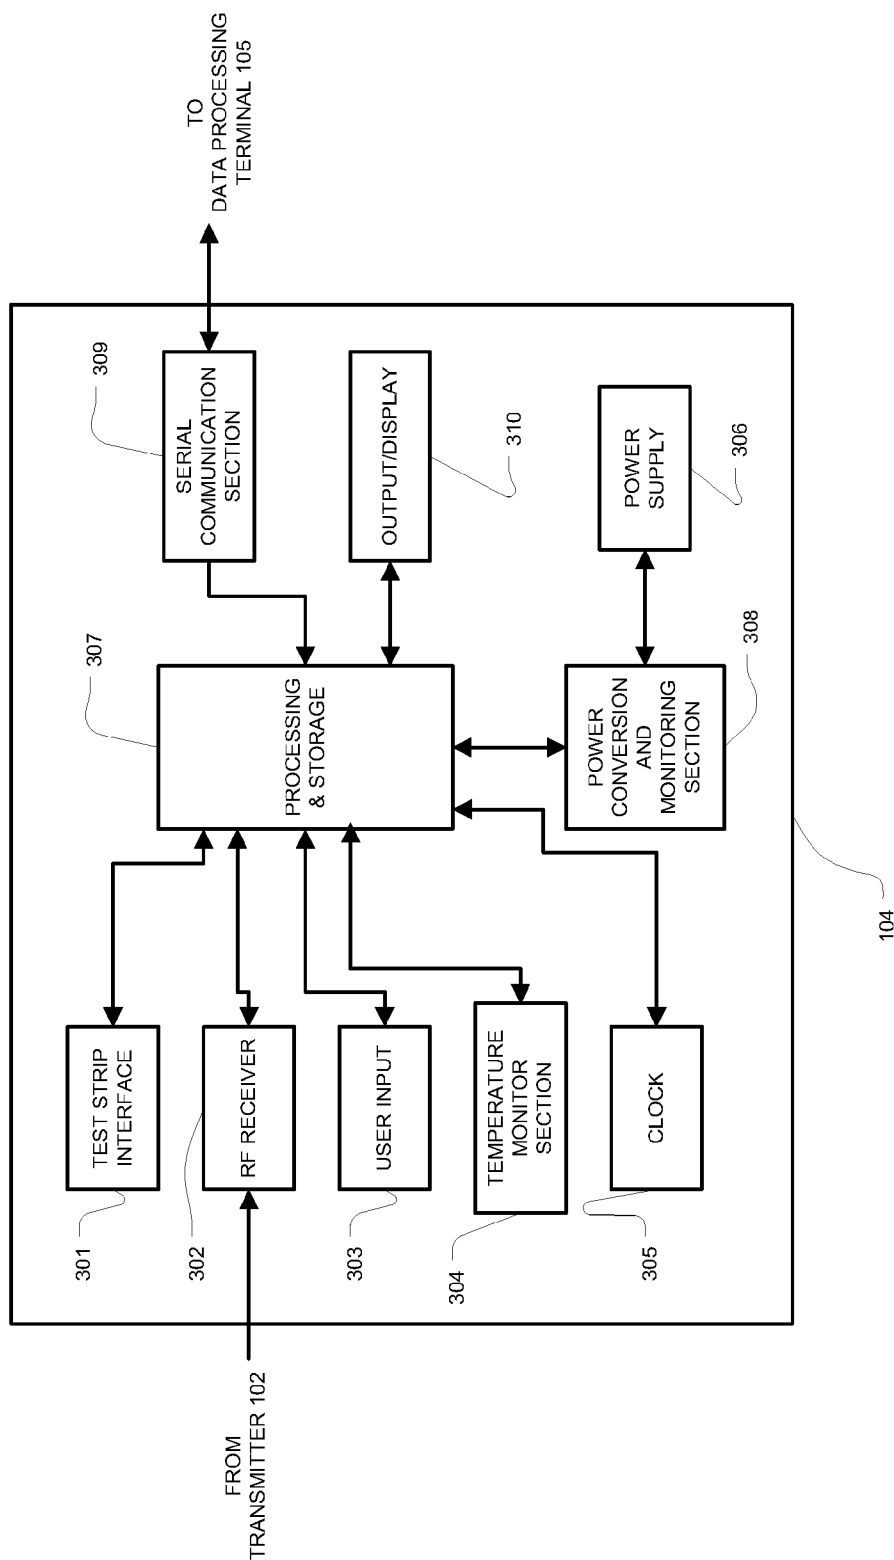 FROM
TRANSMITTER 102
301
TEST STRIP
INTERFACE
302
RF RECEIVER
303
USER INPUT
304
TEMPERATURE
MONITOR
SECTION
305
CLOCK
307
PROCESSING
& STORAGE
309
SERIAL
COMMUNICATION
SECTION
TO
DATA PROCESSING
TERMINAL 105
OUTPUT/DISPLAY
310
POWER
SUPPLY
306
POWER
CONVERSION
AND
MONITORING
SECTION
308
104